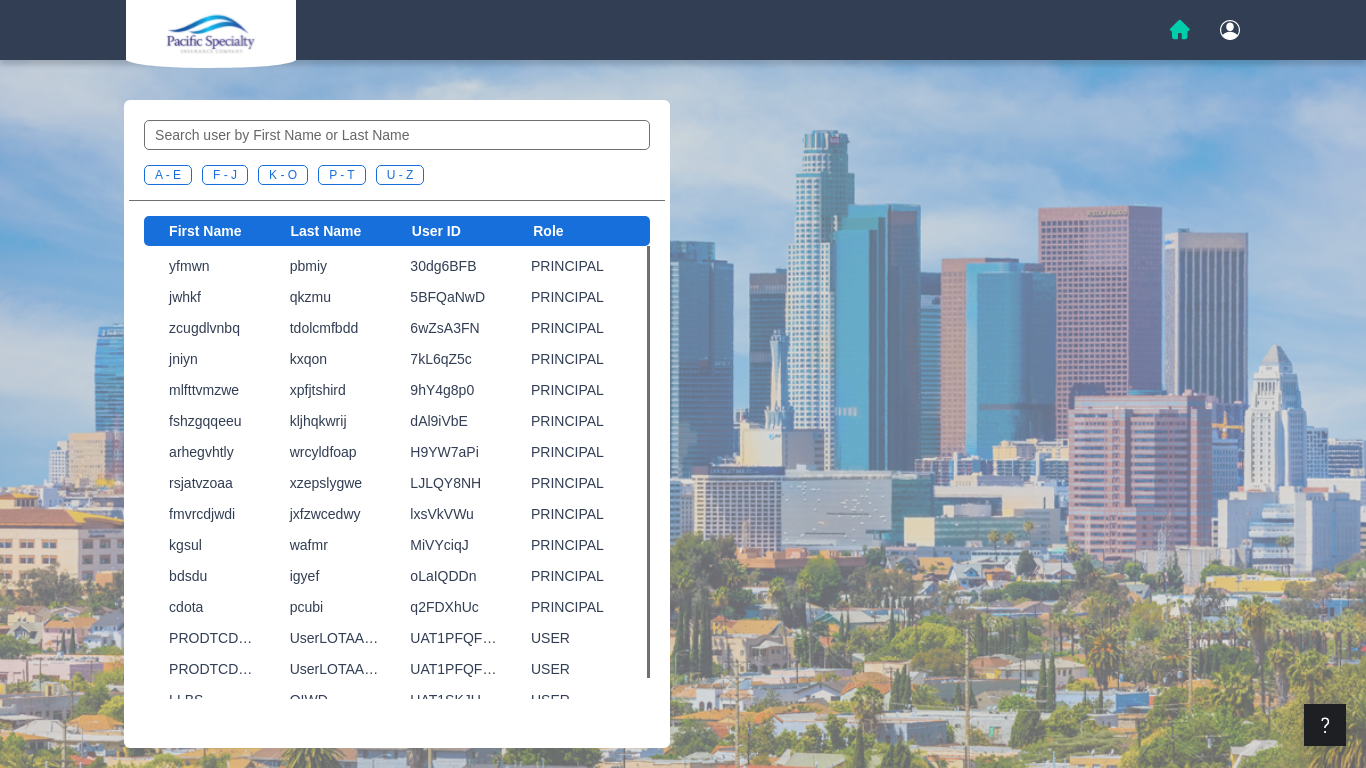 Pacific Specialty
INSURANCE COMPANY
Search user by First Name or Last Name
A - E F - J K - O P - T U - Z
First Name Last Name User ID Role
yfmwn pbmiy 30dg6BFB PRINCIPAL
jwhkf qkzmu 5BFQaNwD PRINCIPAL
zcugdlvnbq tdolcmfbdd 6wZsA3FN PRINCIPAL
jniyn kxqon 7kL6qZ5c PRINCIPAL
mlfttvmzwe xpfjtshird 9hY4g8p0 PRINCIPAL
fshzgqqeeu kljhqkwrij dAl9iVbE PRINCIPAL
arhegvhtly wrcyldfoap H9YW7aPi PRINCIPAL
rsjatvzoaa xzepslygwe LJLQY8NH PRINCIPAL
fmvrcdjwdi jxfzwcedwy lxsVkVWu PRINCIPAL
kgsul wafmr MiVYciqJ PRINCIPAL
bdsdu igyef oLaIQDDn PRINCIPAL
cdota pcubi q2FDXhUc PRINCIPAL
PRODTCD... UserLOTAA... UAT1PFQF... USER
PRODTCD... UserLOTAA... UAT1PFQF... USER
USER
?